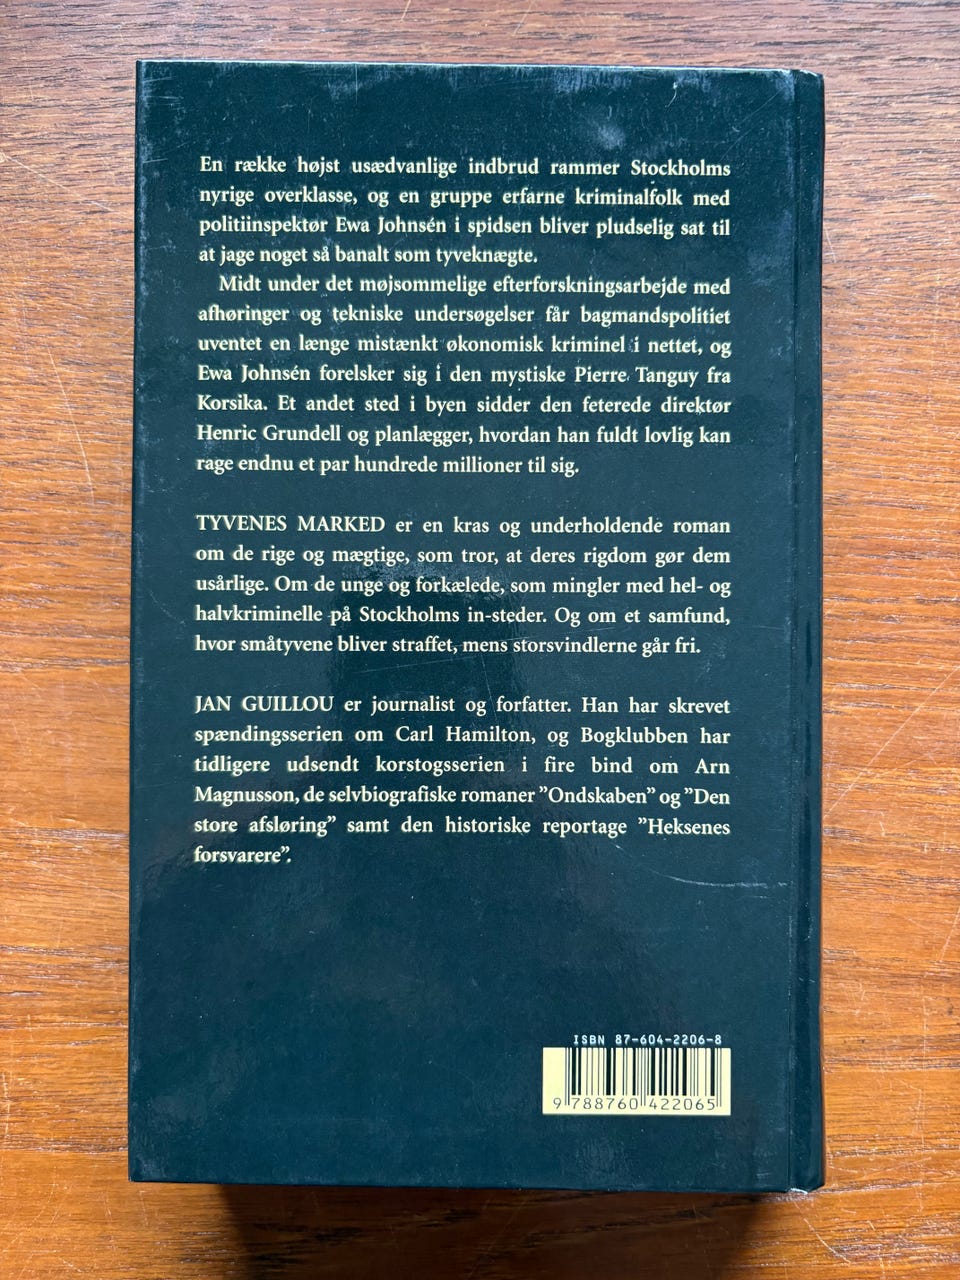 En række højst usædvanlige indbrud rammer Stockholms
nyrige overklasse, og en gruppe erfarne kriminalfolk med
politiinspektør Ewa Johnsén i spidsen bliver pludselig sat til
at jage noget så banalt som tyveknægte.
Midt under det møjsommelige efterforskningsarbejde med
afhøringer og tekniske undersøgelser får bagmandspolitiet
uventet en længe mistænkt økonomisk kriminel i nettet, og
Ewa Johnsén forelsker sig i den mystiske Pierre Tanguy fra
Korsika. Et andet sted i byen sidder den feterede direktør
Henric Grundell og planlægger, hvordan han fuldt lovlig kan
rage endnu et par hundrede millioner til sig.
TYVENES MARKED er en kras og underholdende roman
om de rige og mægtige, som tror, at deres rigdom gør dem
usårlige. Om de unge og forkælede, som mingler med hel- og
halvkriminelle på Stockholms in-steder. Og om et samfund,
hvor småtyvene bliver straffet, mens storsvindlerne går fri.
JAN GUILLOU er journalist og forfatter. Han har skrevet
spændingsserien om Carl Hamilton, og Bogklubben har
tidligere udsendt korstogsserien i fire bind om Arn
Magnusson, de selvbiografiske romaner ”Ondskaben” og ”Den
store afsløring” samt den historiske reportage ”Heksenes
forsvarere”.
ISBN 87-604-2206-8
9 788760 422065